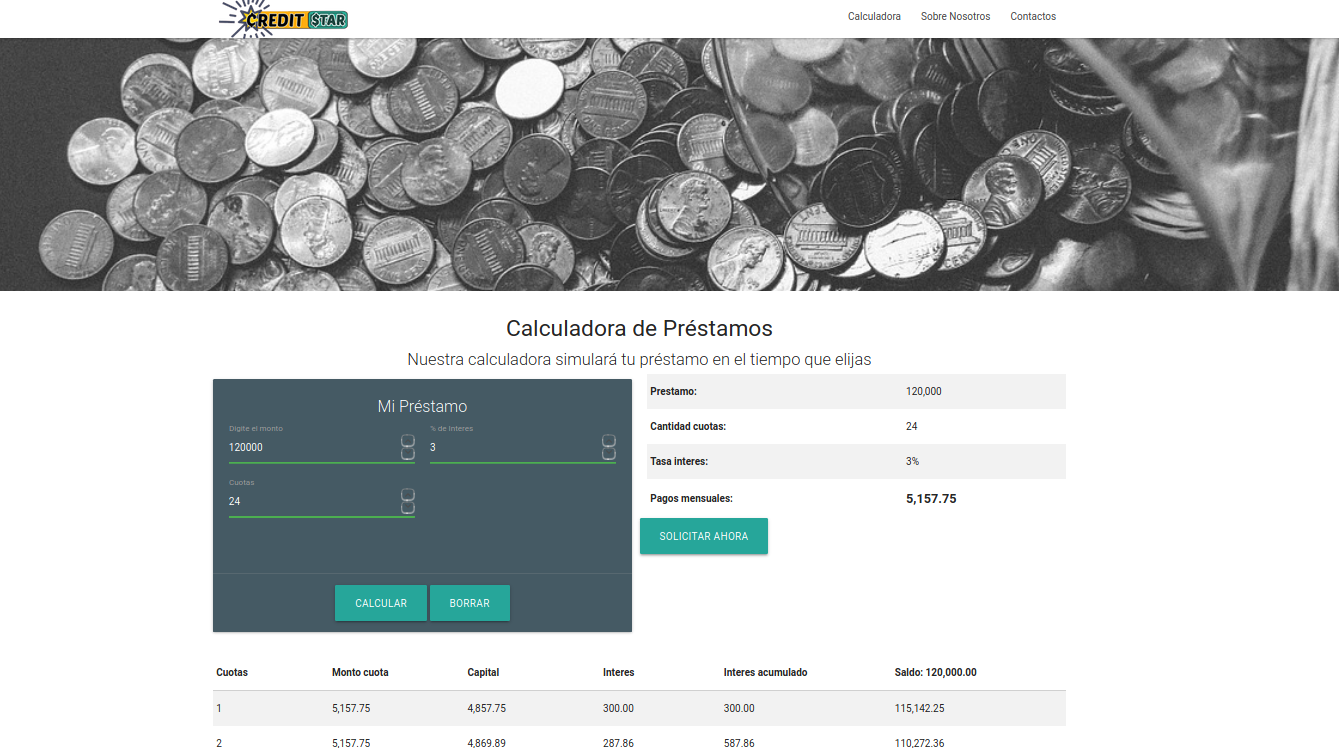 CREDIT $TAR
Calculadora Sobre Nosotros Contactos
Calculadora de Préstamos
Nuestra calculadora simulará tu préstamo en el tiempo que elijas
Mi Préstamo
Digite el monto % de Interes
120000 3
Cuotas
24
CALCULAR BORRAR
Prestamo: 120,000
Cantidad cuotas: 24
Tasa interes: 3%
Pagos mensuales: 5,157.75
SOLICITAR AHORA
Cuotas Monto cuota Capital Interes Interes acumulado Saldo: 120,000.00
1 5,157.75 4,857.75 300.00 300.00 115,142.25
2 5,157.75 4,869.89 287.86 587.86 110,272.36